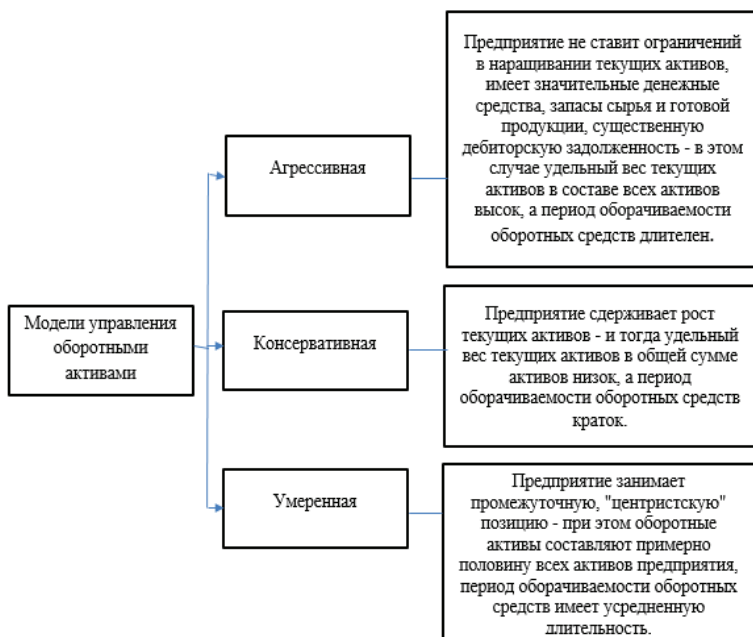 Модели управления
оборотными
активами
Агрессивная
Предприятие не ставит ограничений
в наращивании текущих активов,
имеет значительные денежные
средства, запасы сырья и готовой
продукции, существенную
дебиторскую задолженность - в этом
случае удельный вес текущих
активов в составе всех активов
высок, а период оборачиваемости
оборотных средств длителен.
Консервативная
Предприятие сдерживает рост
текущих активов - и тогда удельный
вес текущих активов в общей сумме
активов низок, а период
оборачиваемости оборотных средств
краток.
Умеренная
Предприятие занимает
промежуточную, "центристскую"
позицию - при этом оборотные
активы составляют примерно
половину всех активов предприятия,
период оборачиваемости оборотных
средств имеет усредненную
длительность.